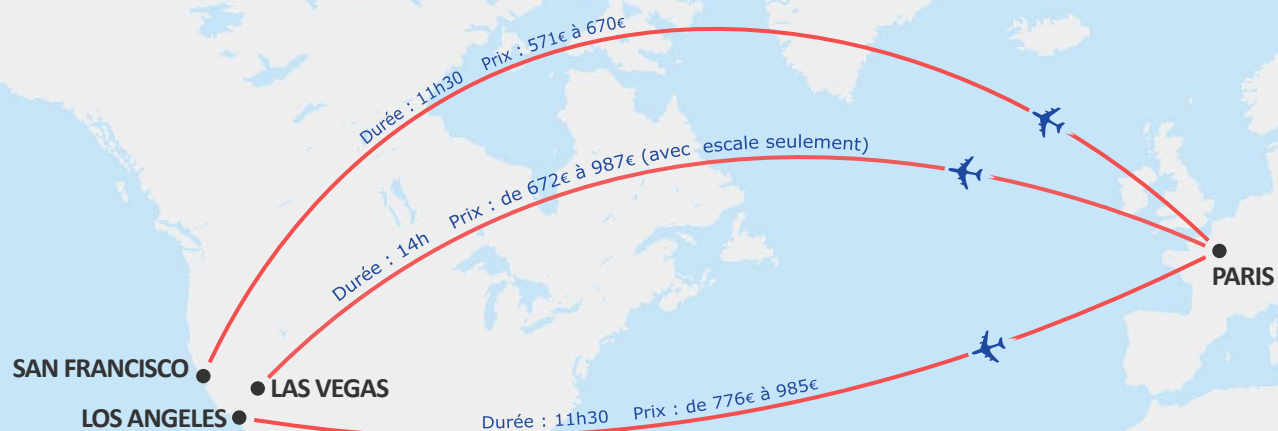 Durée : 11h30 Prix : 571€ à 670€
Durée : 14h Prix : de 672€ à 987€ (avec escale seulement)
PARIS
SAN FRANCISCO
LAS VEGAS
LOS ANGELES
Durée : 11h30 Prix : de 776€ à 985€